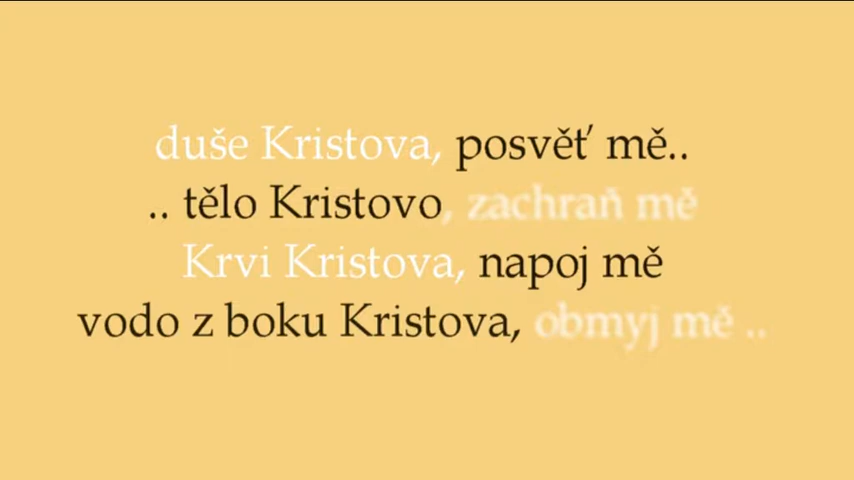 duše Kristova, posvěť mě..
.. tělo Kristovo, zachraň mě
Krvi Kristova, napoj mě
vodo z boku Kristova, obmyj mě ..